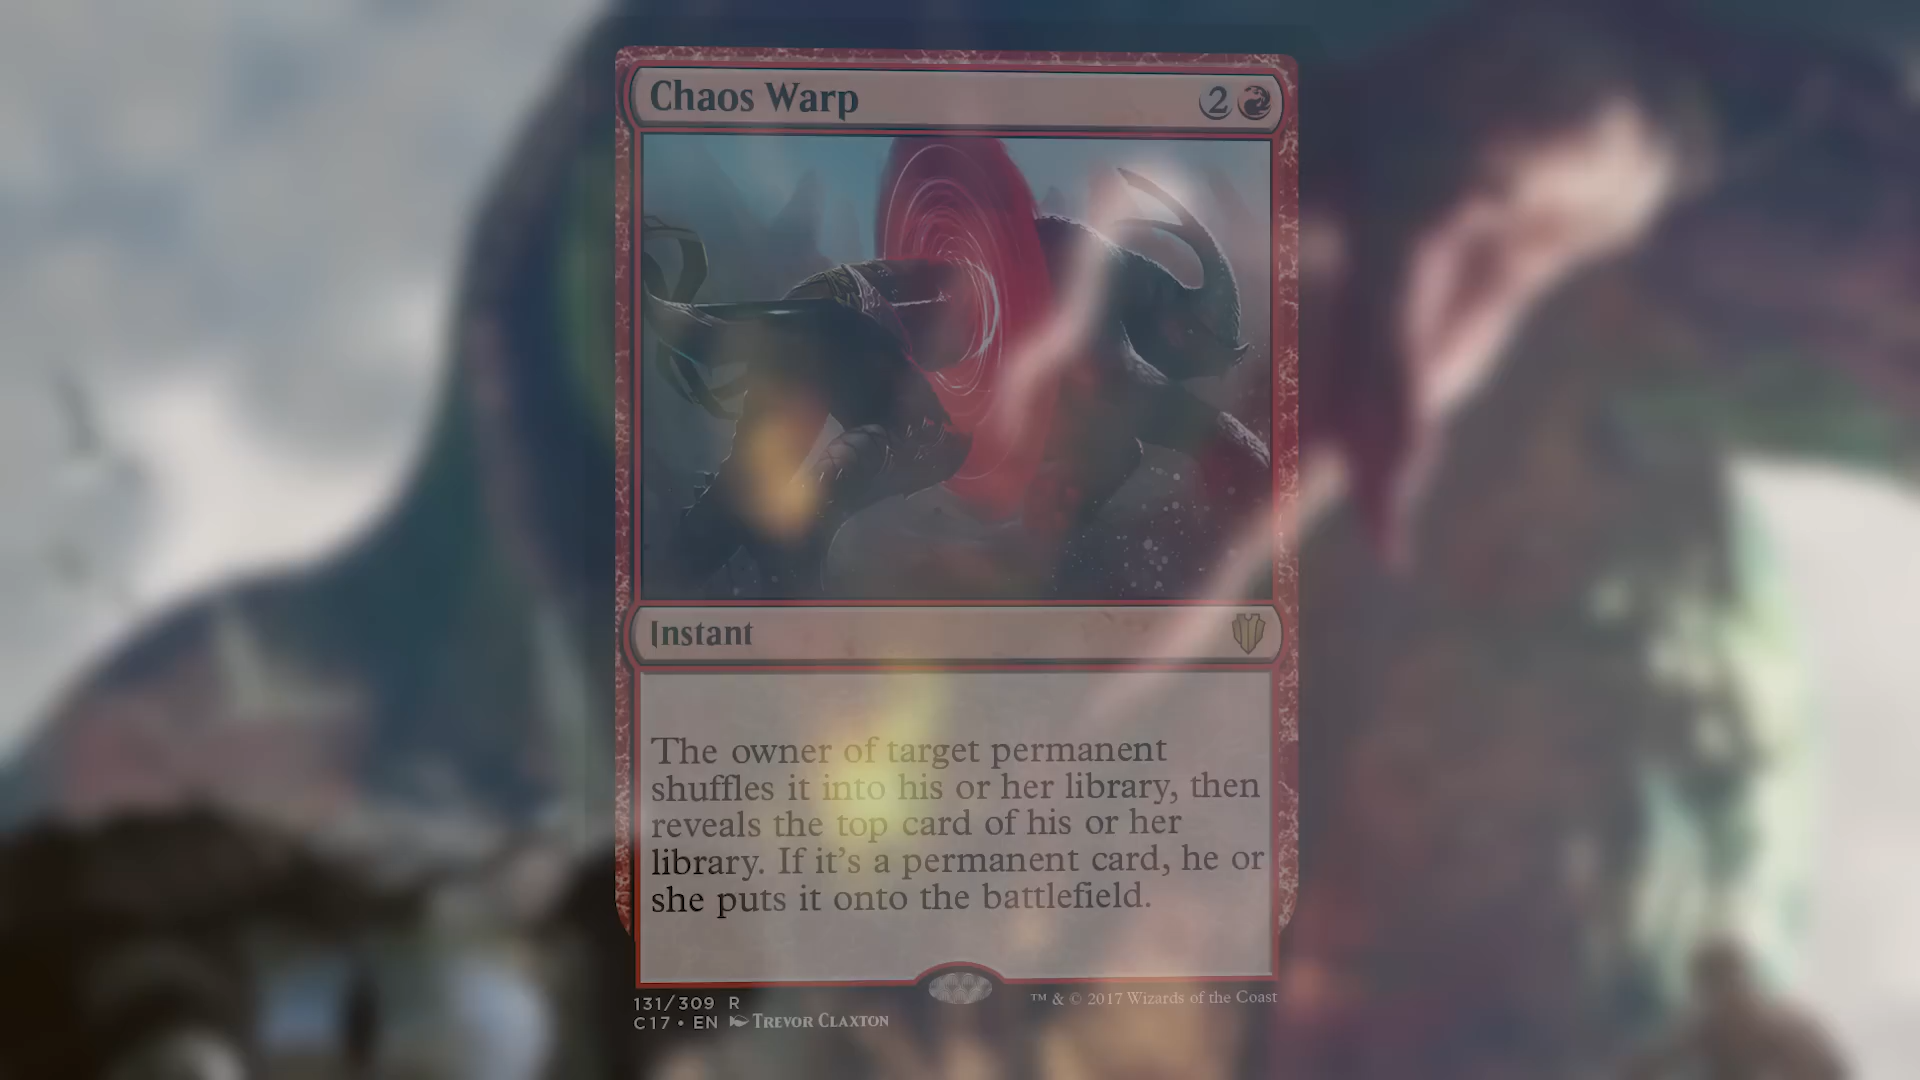 Chaos Warp 2
Instant
The owner of target permanent
shuffles it into his or her library, then
reveals the top card of his or her
library. If it's a permanent card, he or
she puts it onto the battlefield.
131/309 R
™ & © 2017 Wizards of the Coast
C17 • EN Trevor Claxton